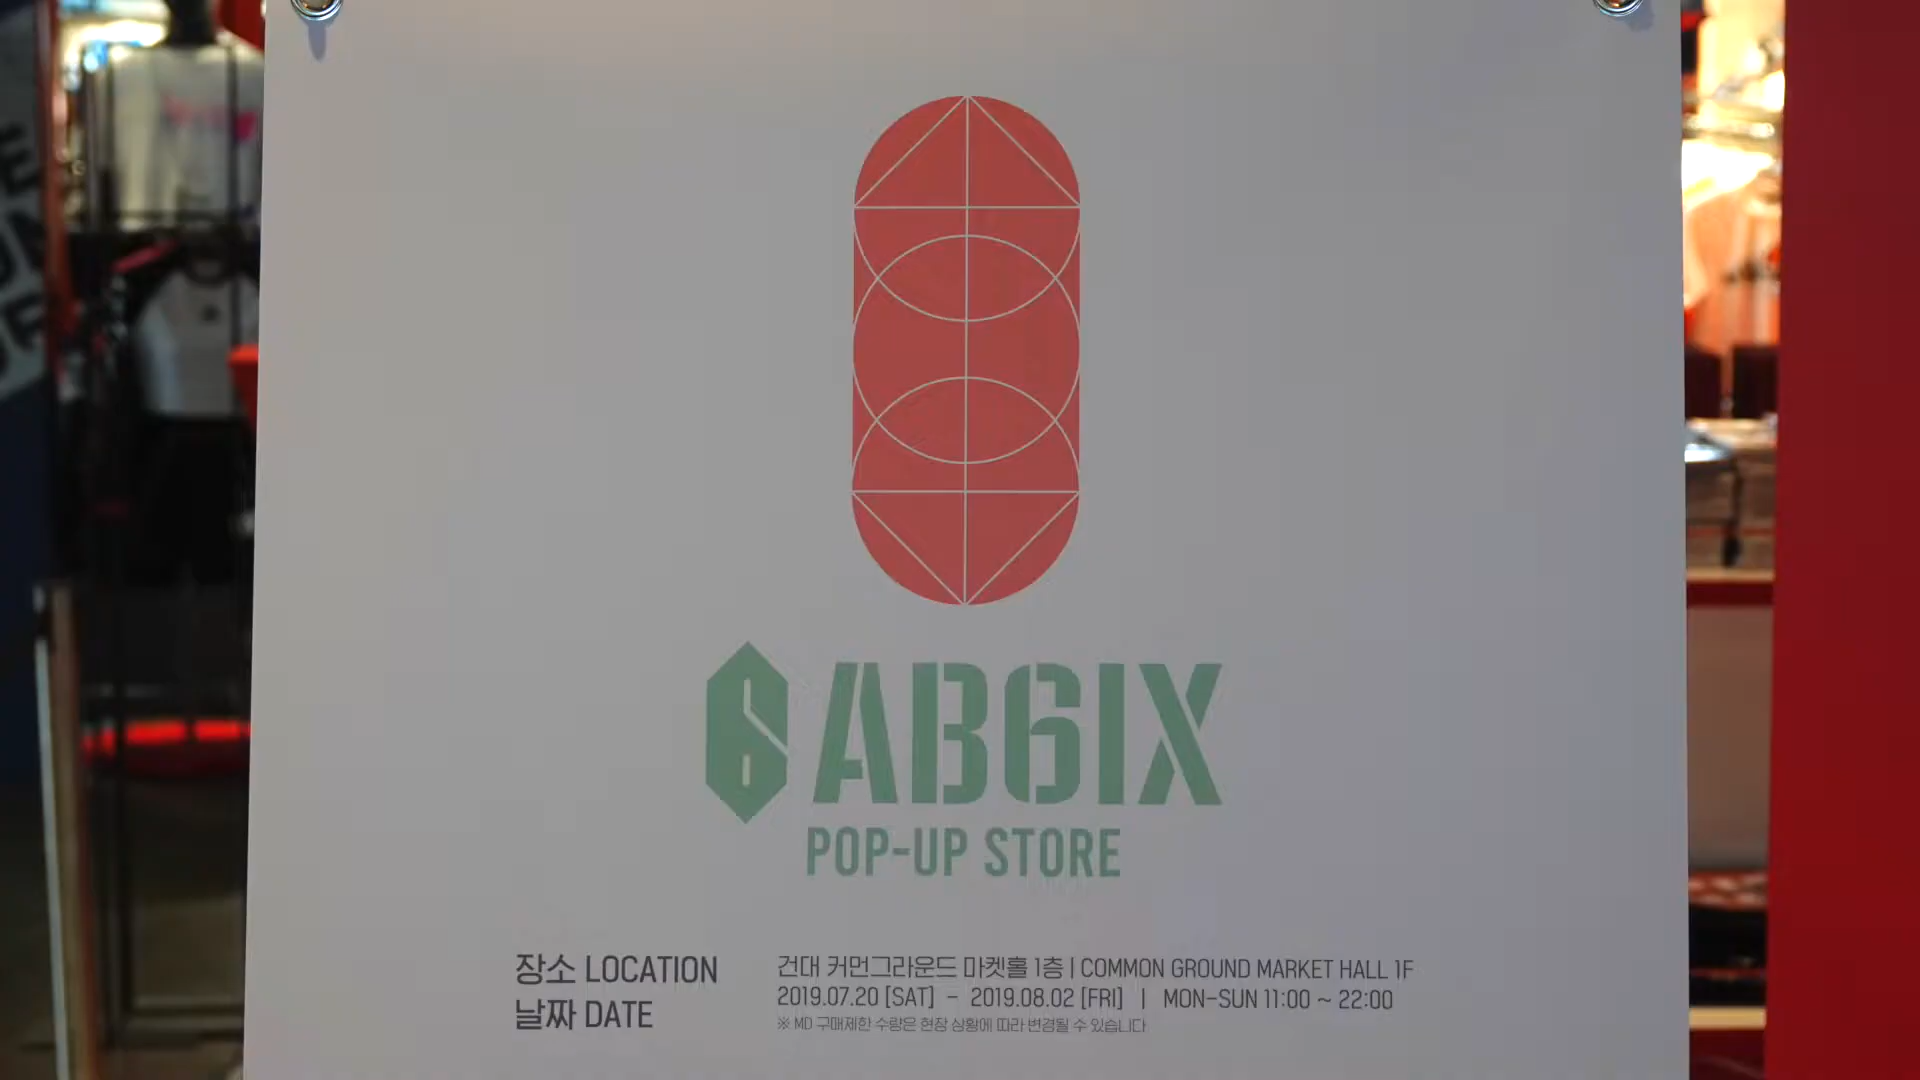 6 AB6IX
POP-UP STORE
장소 LOCATION
건대 커먼그라운드 마켓홀 1층 | COMMON GROUND MARKET HALL 1F
날짜 DATE
2019.07.20 [SAT] - 2019.08.02 [FRI] | MON-SUN 11:00 ~ 22:00
※ MD 구매제한 수량은 현장 상황에 따라 변경될 수 있습니다